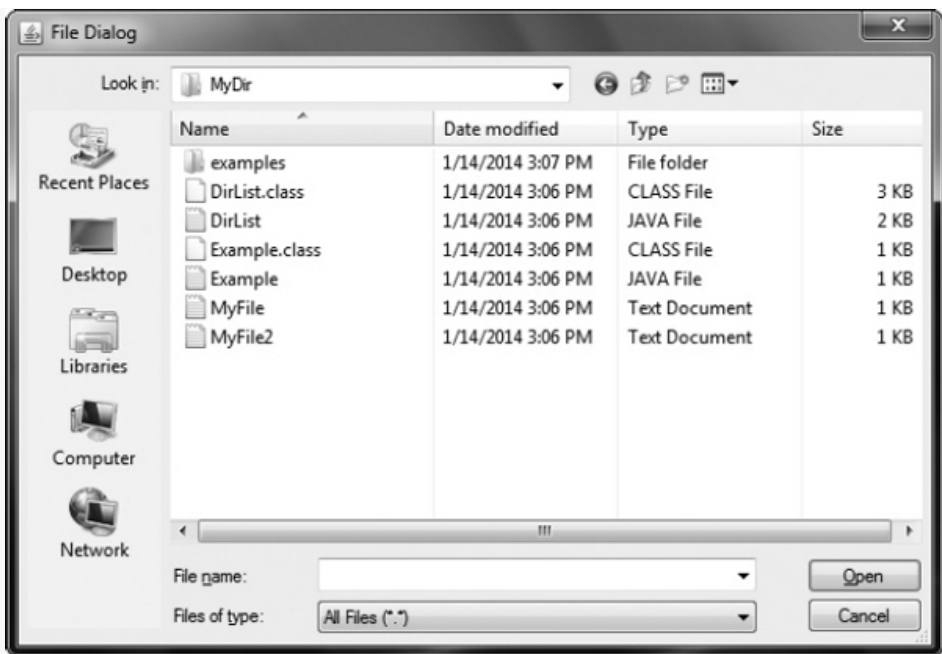 File Dialog
Look in: MyDir
Name Date modified Type Size
examples 1/14/2014 3:07 PM File folder
DirList.class 1/14/2014 3:06 PM CLASS File 3 KB
DirList 1/14/2014 3:06 PM JAVA File 2 KB
Example.class 1/14/2014 3:06 PM CLASS File 1 KB
Example 1/14/2014 3:06 PM JAVA File 1 KB
MyFile 1/14/2014 3:06 PM Text Document 1 KB
MyFile2 1/14/2014 3:06 PM Text Document 1 KB
Recent Places
Desktop
Libraries
Computer
Network
File name:
Open
Files of type: All Files (*.*)
Cancel